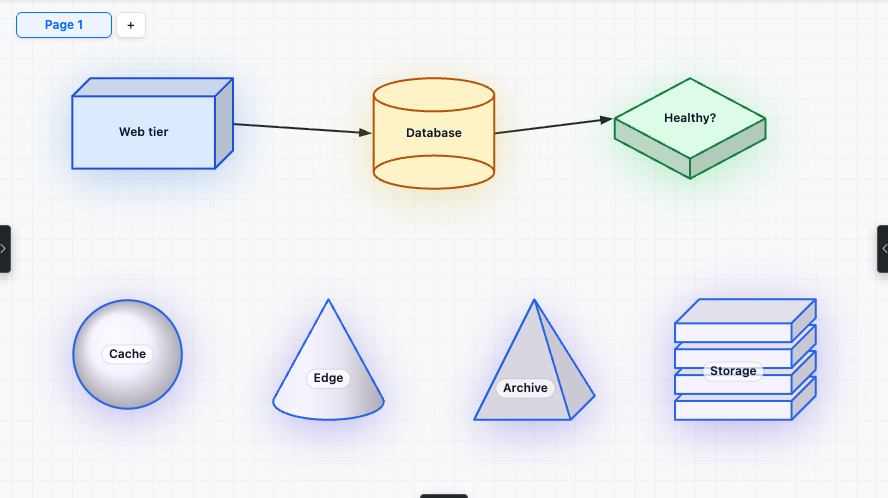 Page 1
+
Web tier
Database
Healthy?
Cache
Edge
Archive
Storage